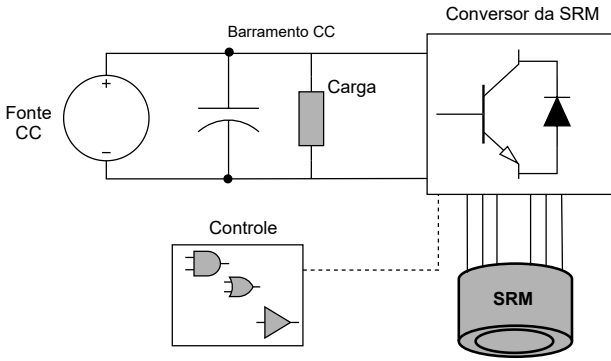 Conversor da SRM
Barramento CC
+
Fonte
CC
−
Carga
Controle
SRM